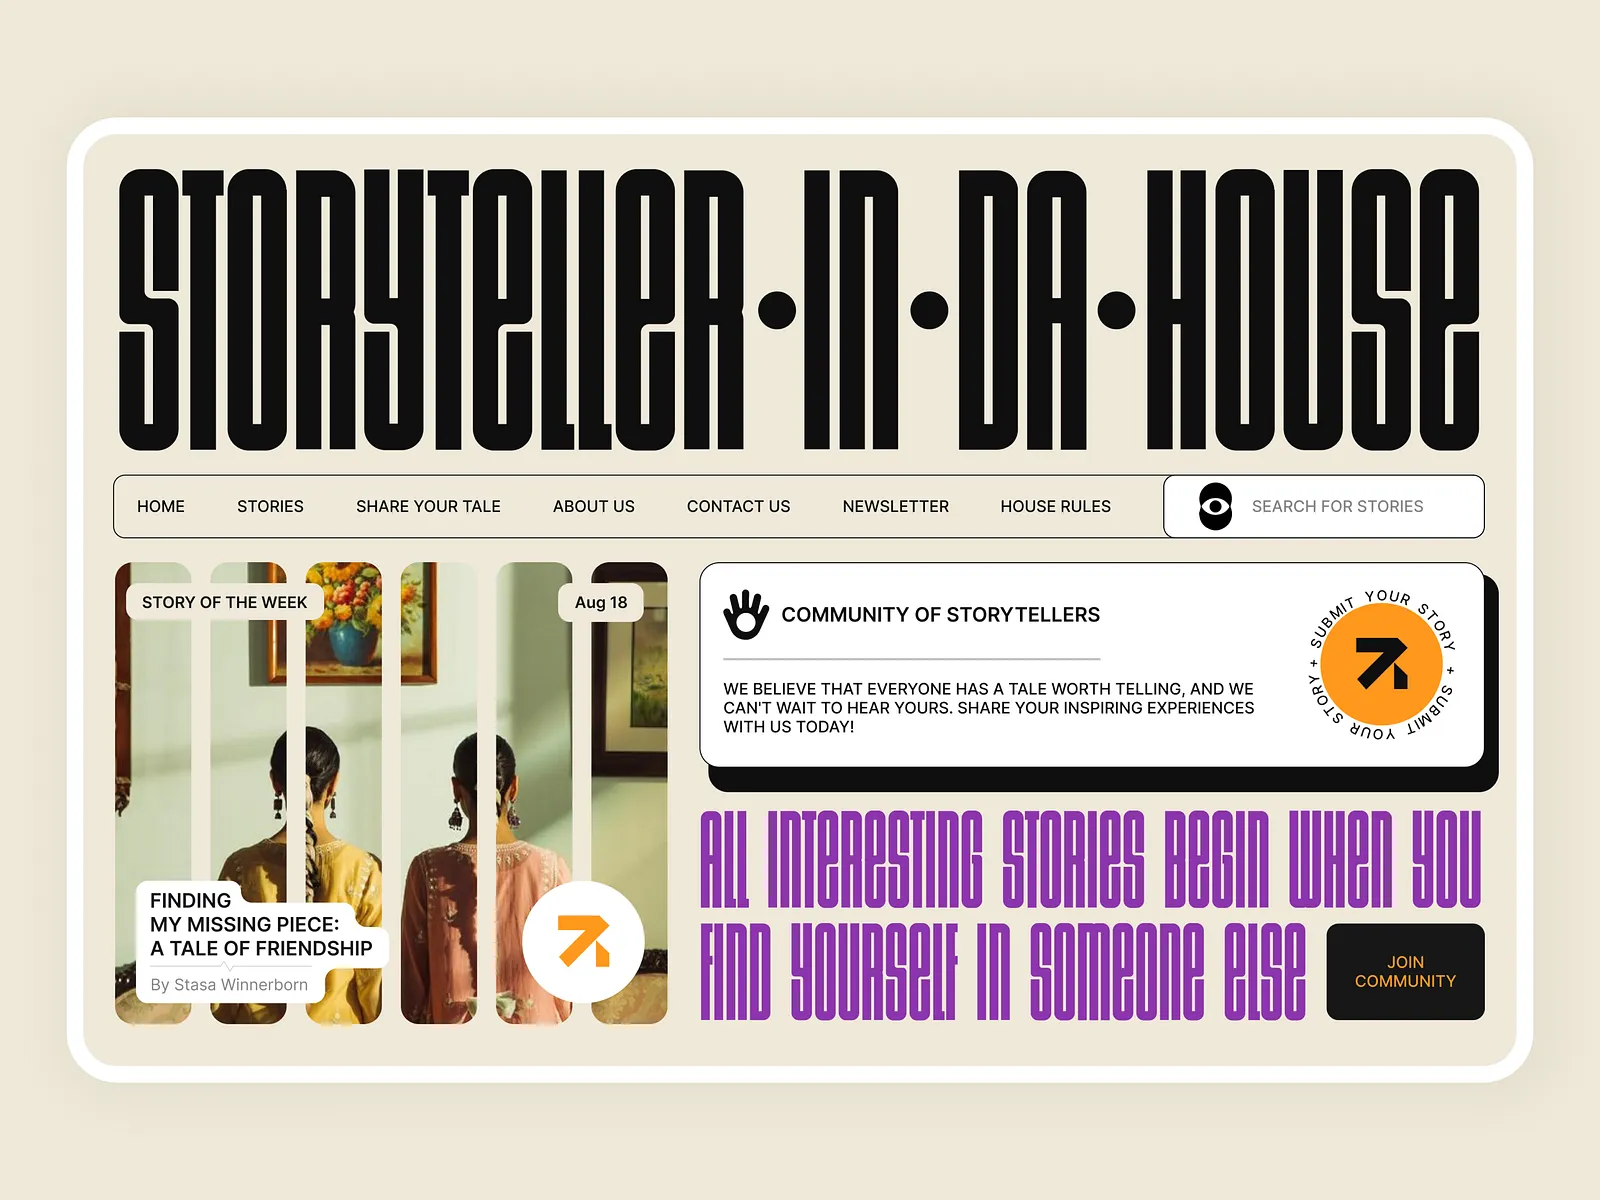 STORYTELLER•IN•DA•HOUSE
HOME STORIES SHARE YOUR TALE ABOUT US CONTACT US NEWSLETTER HOUSE RULES SEARCH FOR STORIES
STORY OF THE WEEK
Aug 18
FINDING
MY MISSING PIECE:
A TALE OF FRIENDSHIP
By Stasa Winnerborn
COMMUNITY OF STORYTELLERS
WE BELIEVE THAT EVERYONE HAS A TALE WORTH TELLING, AND WE
CAN'T WAIT TO HEAR YOURS. SHARE YOUR INSPIRING EXPERIENCES
WITH US TODAY!
SUBMIT YOUR STORY + SUBMIT YOUR STORY +
ALL INTERESTING STORIES BEGIN WHEN YOU
FIND YOURSELF IN SOMEONE ELSE
JOIN
COMMUNITY